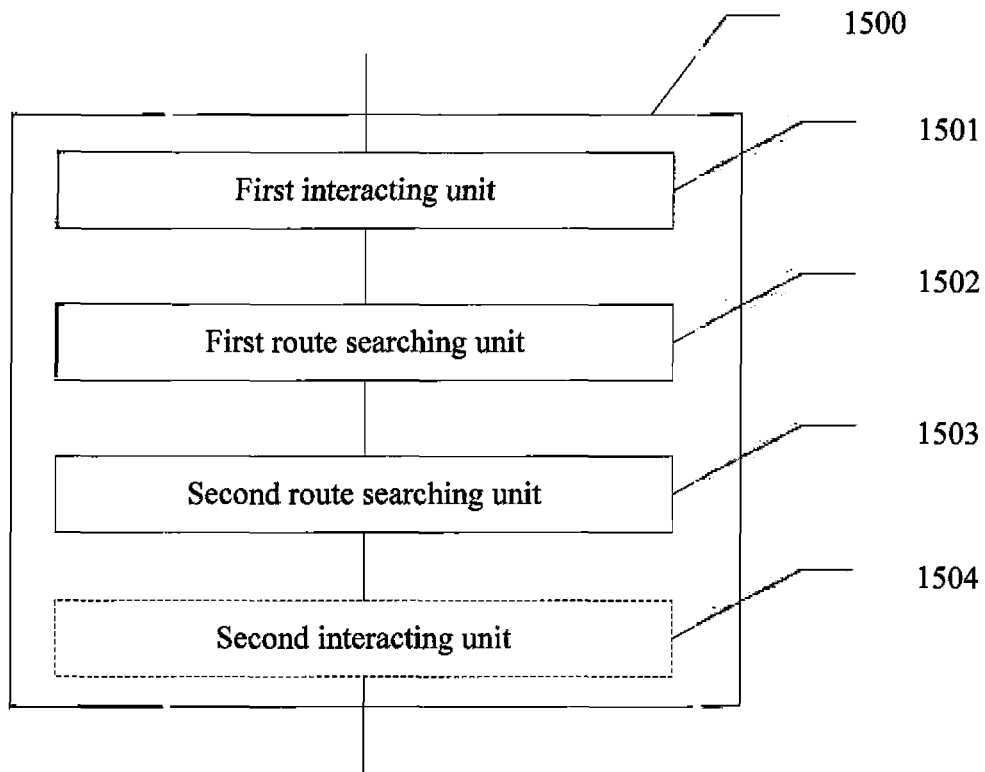 1500
1501
First interacting unit
1502
First route searching unit
1503
Second route searching unit
1504
Second interacting unit